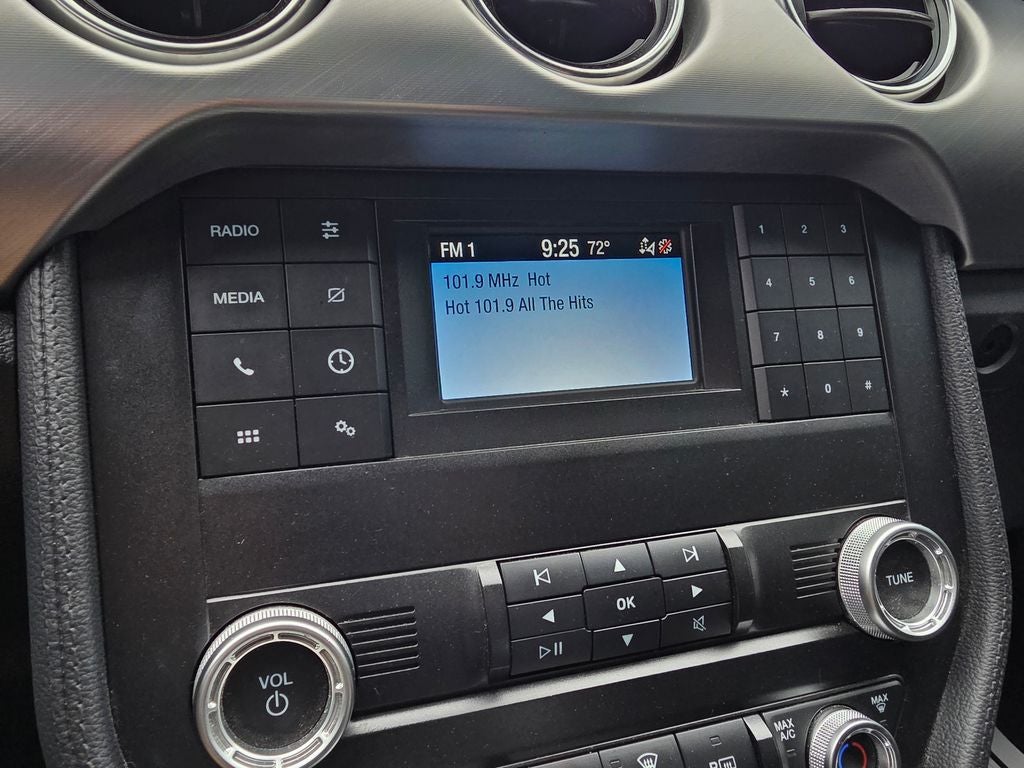 RADIO
MEDIA
FM 1 9:25 72°
101.9 MHz Hot
Hot 101.9 All The Hits
1 2 3
4 5 6
7 8 9
* 0 #
OK
VOL
TUNE
MAX
A/C
MAX
R